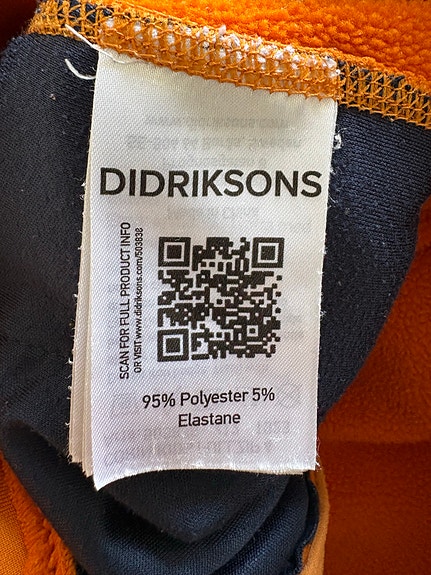 DIDRIKSONS
SCAN FOR FULL PRODUCT INFO
OR VISIT www.didriksons.com/503838
95% Polyester 5%
Elastane